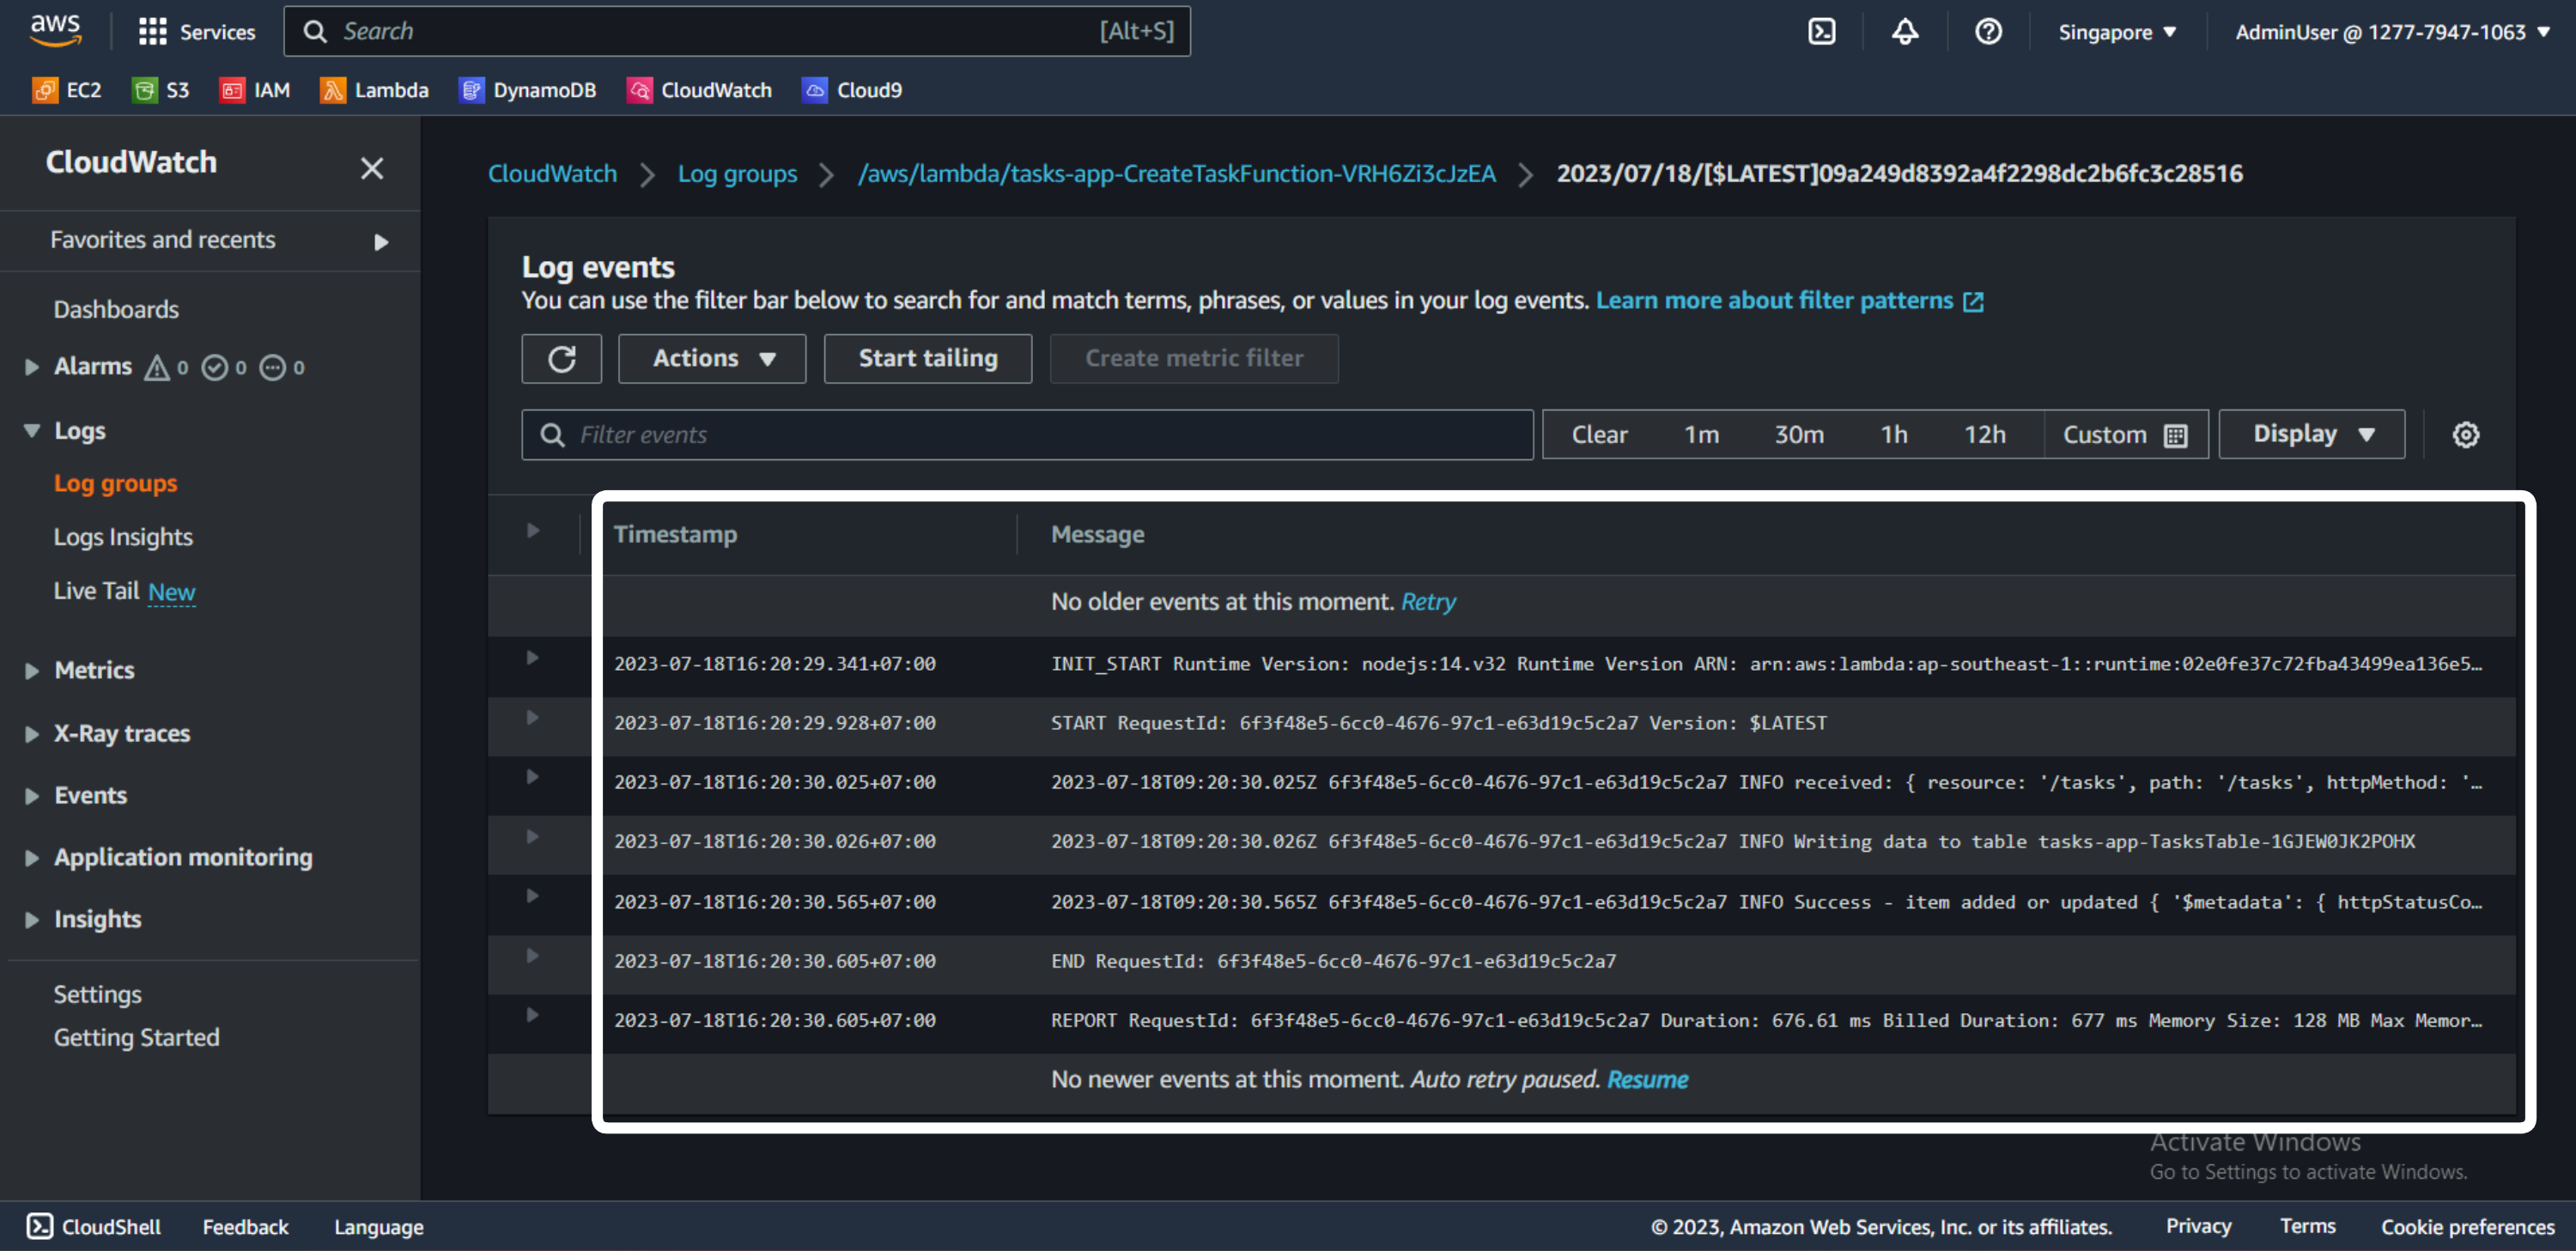 aws
Services
Search
[Alt+S]
Singapore
AdminUser @ 1277-7947-1063
EC2
S3
IAM
Lambda
DynamoDB
CloudWatch
Cloud9
CloudWatch
Favorites and recents
Dashboards
Alarms 0 0 0
Logs
Log groups
Logs Insights
Live Tail New
Metrics
X-Ray traces
Events
Application monitoring
Insights
Settings
Getting Started
CloudWatch
Log groups
/aws/lambda/tasks-app-CreateTaskFunction-VRH6Zi3cJzEA
2023/07/18/[$LATEST]09a249d8392a4f2298dc2b6fc3c28516
Log events
You can use the filter bar below to search for and match terms, phrases, or values in your log events. Learn more about filter patterns
Actions
Start tailing
Create metric filter
Filter events
Clear
1m
30m
1h
12h
Custom
Display
Timestamp
Message
No older events at this moment. Retry
2023-07-18T16:20:29.341+07:00 INIT_START Runtime Version: nodejs:14.v32 Runtime Version ARN: arn:aws:lambda:ap-southeast-1::runtime:02e0fe37c72fba43499ea136e5…
2023-07-18T16:20:29.928+07:00 START RequestId: 6f3f48e5-6cc0-4676-97c1-e63d19c5c2a7 Version: $LATEST
2023-07-18T16:20:30.025+07:00 2023-07-18T09:20:30.025Z 6f3f48e5-6cc0-4676-97c1-e63d19c5c2a7 INFO received: { resource: '/tasks', path: '/tasks', httpMethod: '…
2023-07-18T16:20:30.026+07:00 2023-07-18T09:20:30.026Z 6f3f48e5-6cc0-4676-97c1-e63d19c5c2a7 INFO Writing data to table tasks-app-TasksTable-1GJEW0JK2POHX
2023-07-18T16:20:30.565+07:00 2023-07-18T09:20:30.565Z 6f3f48e5-6cc0-4676-97c1-e63d19c5c2a7 INFO Success - item added or updated { '$metadata': { httpStatusCo…
2023-07-18T16:20:30.605+07:00 END RequestId: 6f3f48e5-6cc0-4676-97c1-e63d19c5c2a7
2023-07-18T16:20:30.605+07:00 REPORT RequestId: 6f3f48e5-6cc0-4676-97c1-e63d19c5c2a7 Duration: 676.61 ms Billed Duration: 677 ms Memory Size: 128 MB Max Memor…
No newer events at this moment. Auto retry paused. Resume
Activate Windows
Go to Settings to activate Windows.
CloudShell
Feedback
Language
© 2023, Amazon Web Services, Inc. or its affiliates.
Privacy
Terms
Cookie preferences